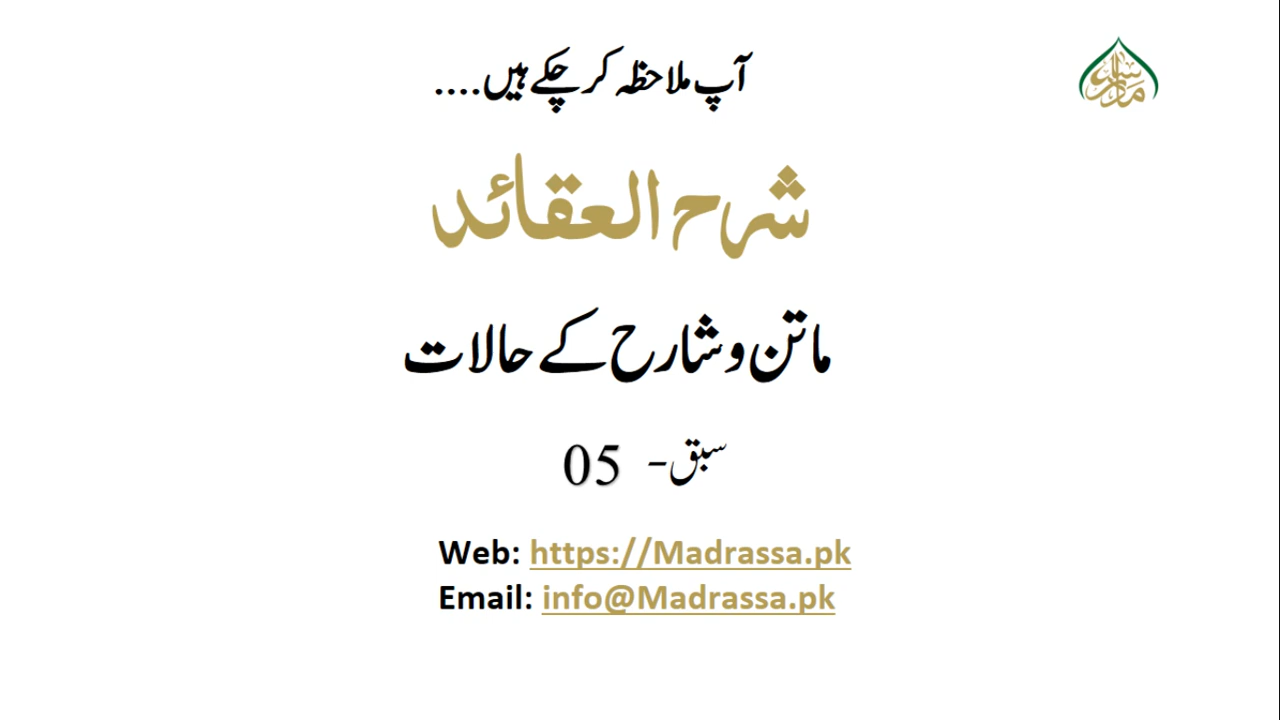 آپ ملاحظہ کر چکے ہیں....
شرح العقائد
ماتن و شارح کے حالات
سبق - 05
Web: https://Madrassa.pk
Email: info@Madrassa.pk